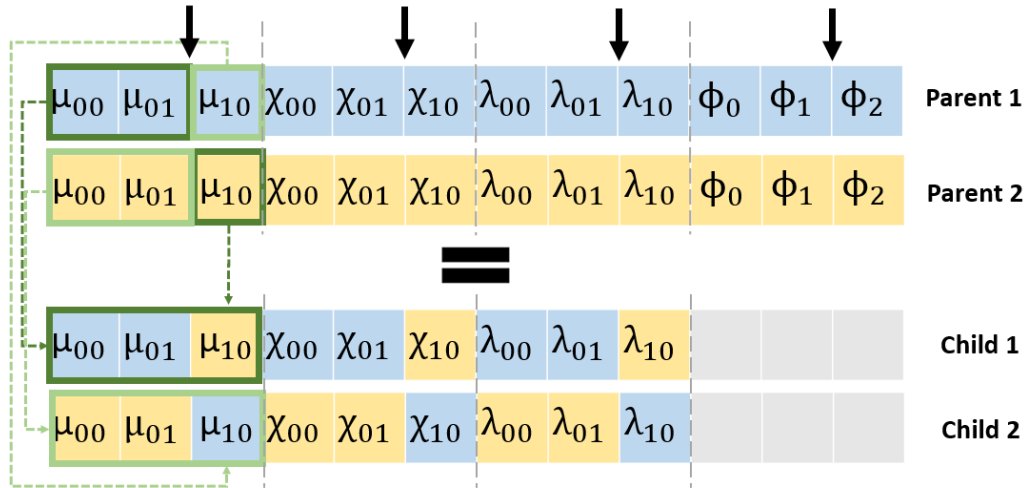 μ₀₀ μ₀₁ μ₁₀ χ₀₀ χ₀₁ χ₁₀ λ₀₀ λ₀₁ λ₁₀ ϕ₀ ϕ₁ ϕ₂ Parent 1
μ₀₀ μ₀₁ μ₁₀ χ₀₀ χ₀₁ χ₁₀ λ₀₀ λ₀₁ λ₁₀ ϕ₀ ϕ₁ ϕ₂ Parent 2
=
μ₀₀ μ₀₁ μ₁₀ χ₀₀ χ₀₁ χ₁₀ λ₀₀ λ₀₁ λ₁₀ Child 1
μ₀₀ μ₀₁ μ₁₀ χ₀₀ χ₀₁ χ₁₀ λ₀₀ λ₀₁ λ₁₀ Child 2